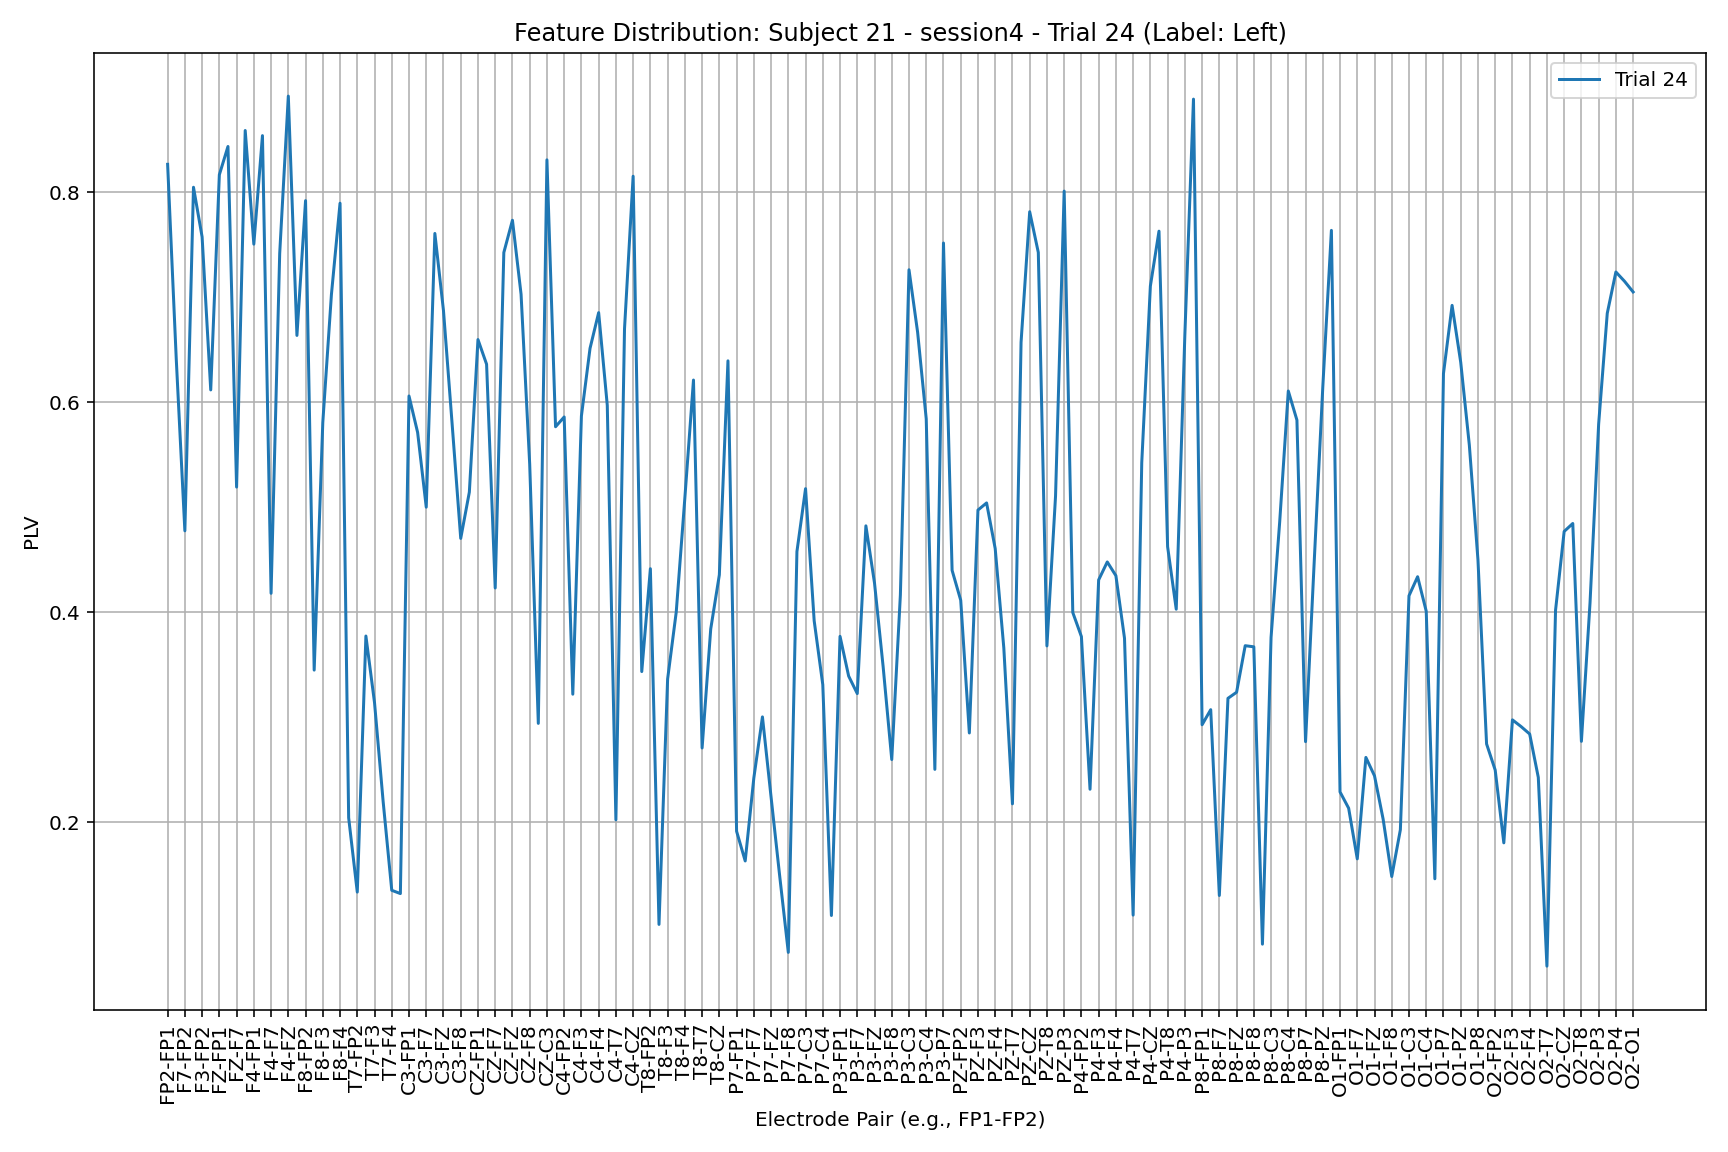 Feature Distribution: Subject 21 - session4 - Trial 24 (Label: Left)
Trial 24
PLV
0.8
0.6
0.4
0.2
FP2-FP1
F7-FP2
F3-FP2
FZ-FP1
FZ-F7
F4-FP1
F4-F7
F4-FZ
F8-FP2
F8-F3
F8-F4
T7-FP2
T7-F3
T7-F4
C3-FP1
C3-F7
C3-FZ
C3-F8
CZ-FP1
CZ-F7
CZ-FZ
CZ-F8
CZ-C3
C4-FP2
C4-F3
C4-F4
C4-T7
C4-CZ
T8-FP2
T8-F3
T8-F4
T8-T7
T8-CZ
P7-FP1
P7-F7
P7-FZ
P7-F8
P7-C3
P7-C4
P3-FP1
P3-F7
P3-FZ
P3-F8
P3-C3
P3-C4
P3-P7
PZ-FP2
PZ-F3
PZ-F4
PZ-T7
PZ-CZ
PZ-T8
PZ-P3
P4-FP2
P4-F3
P4-F4
P4-T7
P4-CZ
P4-T8
P4-P3
P8-FP1
P8-F7
P8-FZ
P8-F8
P8-C3
P8-C4
P8-P7
P8-PZ
O1-FP1
O1-F7
O1-FZ
O1-F8
O1-C3
O1-C4
O1-P7
O1-PZ
O1-P8
O2-FP2
O2-F3
O2-F4
O2-T7
O2-CZ
O2-T8
O2-P3
O2-P4
O2-O1
Electrode Pair (e.g., FP1-FP2)